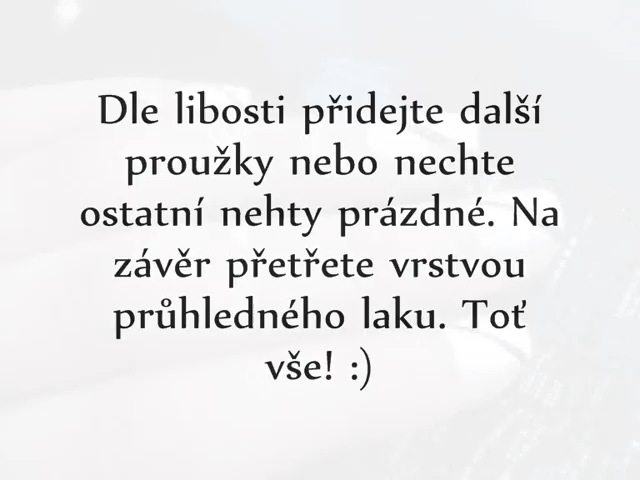 Dle libosti přidejte další
proužky nebo nechte
ostatní nehty prázdné. Na
závěr přetřete vrstvou
průhledného laku. Toť
vše! :)